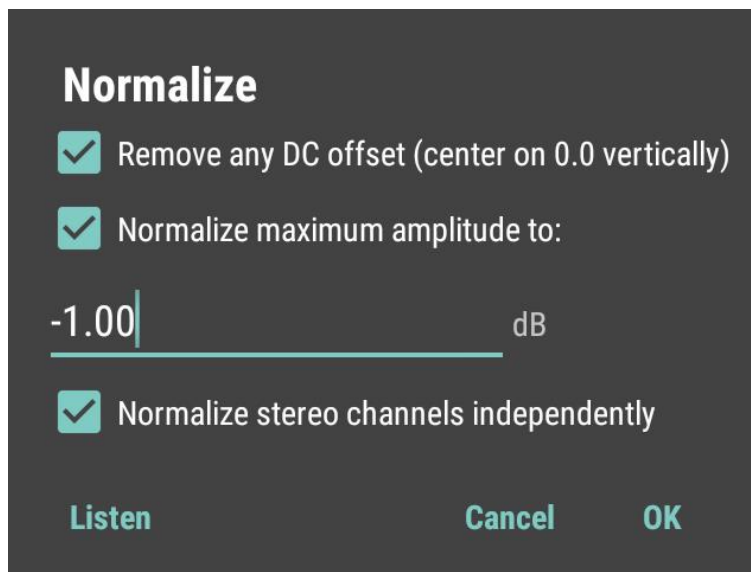 Normalize
Remove any DC offset (center on 0.0 vertically)
Normalize maximum amplitude to:
-1.00 dB
Normalize stereo channels independently
Listen Cancel OK